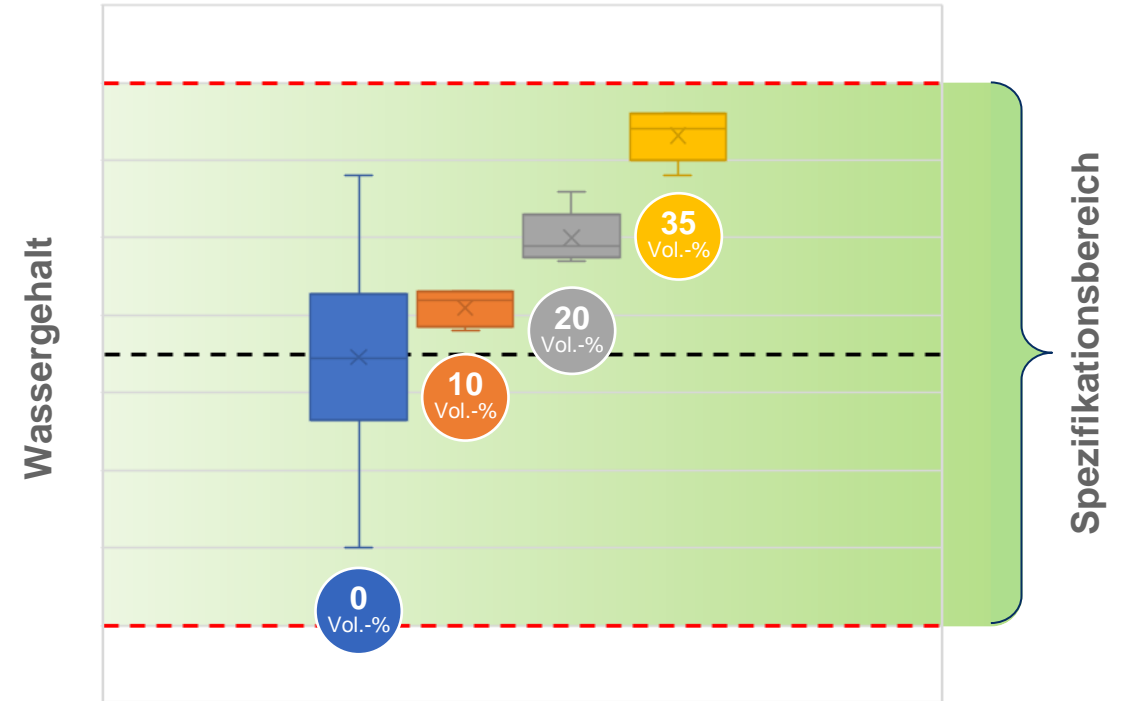 Wassergehalt
35
Vol.-%
20
Vol.-%
10
Vol.-%
0
Vol.-%
Spezifikationsbereich